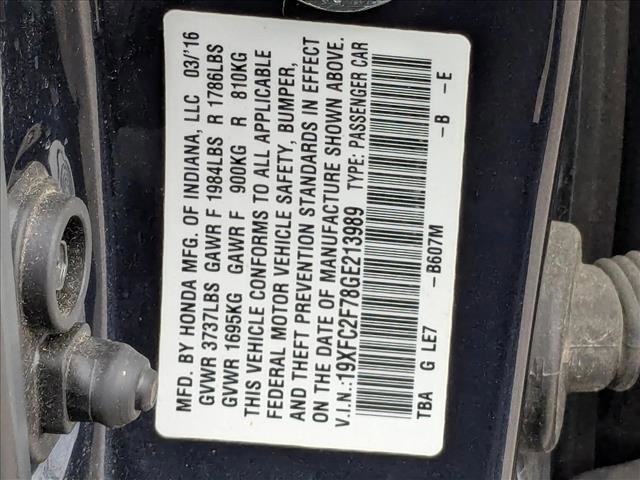 MFD. BY HONDA MFG. OF INDIANA, LLC 03/'16
GVWR 3737LBS GAWR F 1984LBS R 1786LBS
GVWR 1695KG GAWR F 900KG R 810KG
THIS VEHICLE CONFORMS TO ALL APPLICABLE
FEDERAL MOTOR VEHICLE SAFETY, BUMPER,
AND THEFT PREVENTION STANDARDS IN EFFECT
ON THE DATE OF MANUFACTURE SHOWN ABOVE.
V.I.N.:19XFC2F78GE213989 TYPE: PASSENGER CAR
TBA G LE7 -B607M -B -E